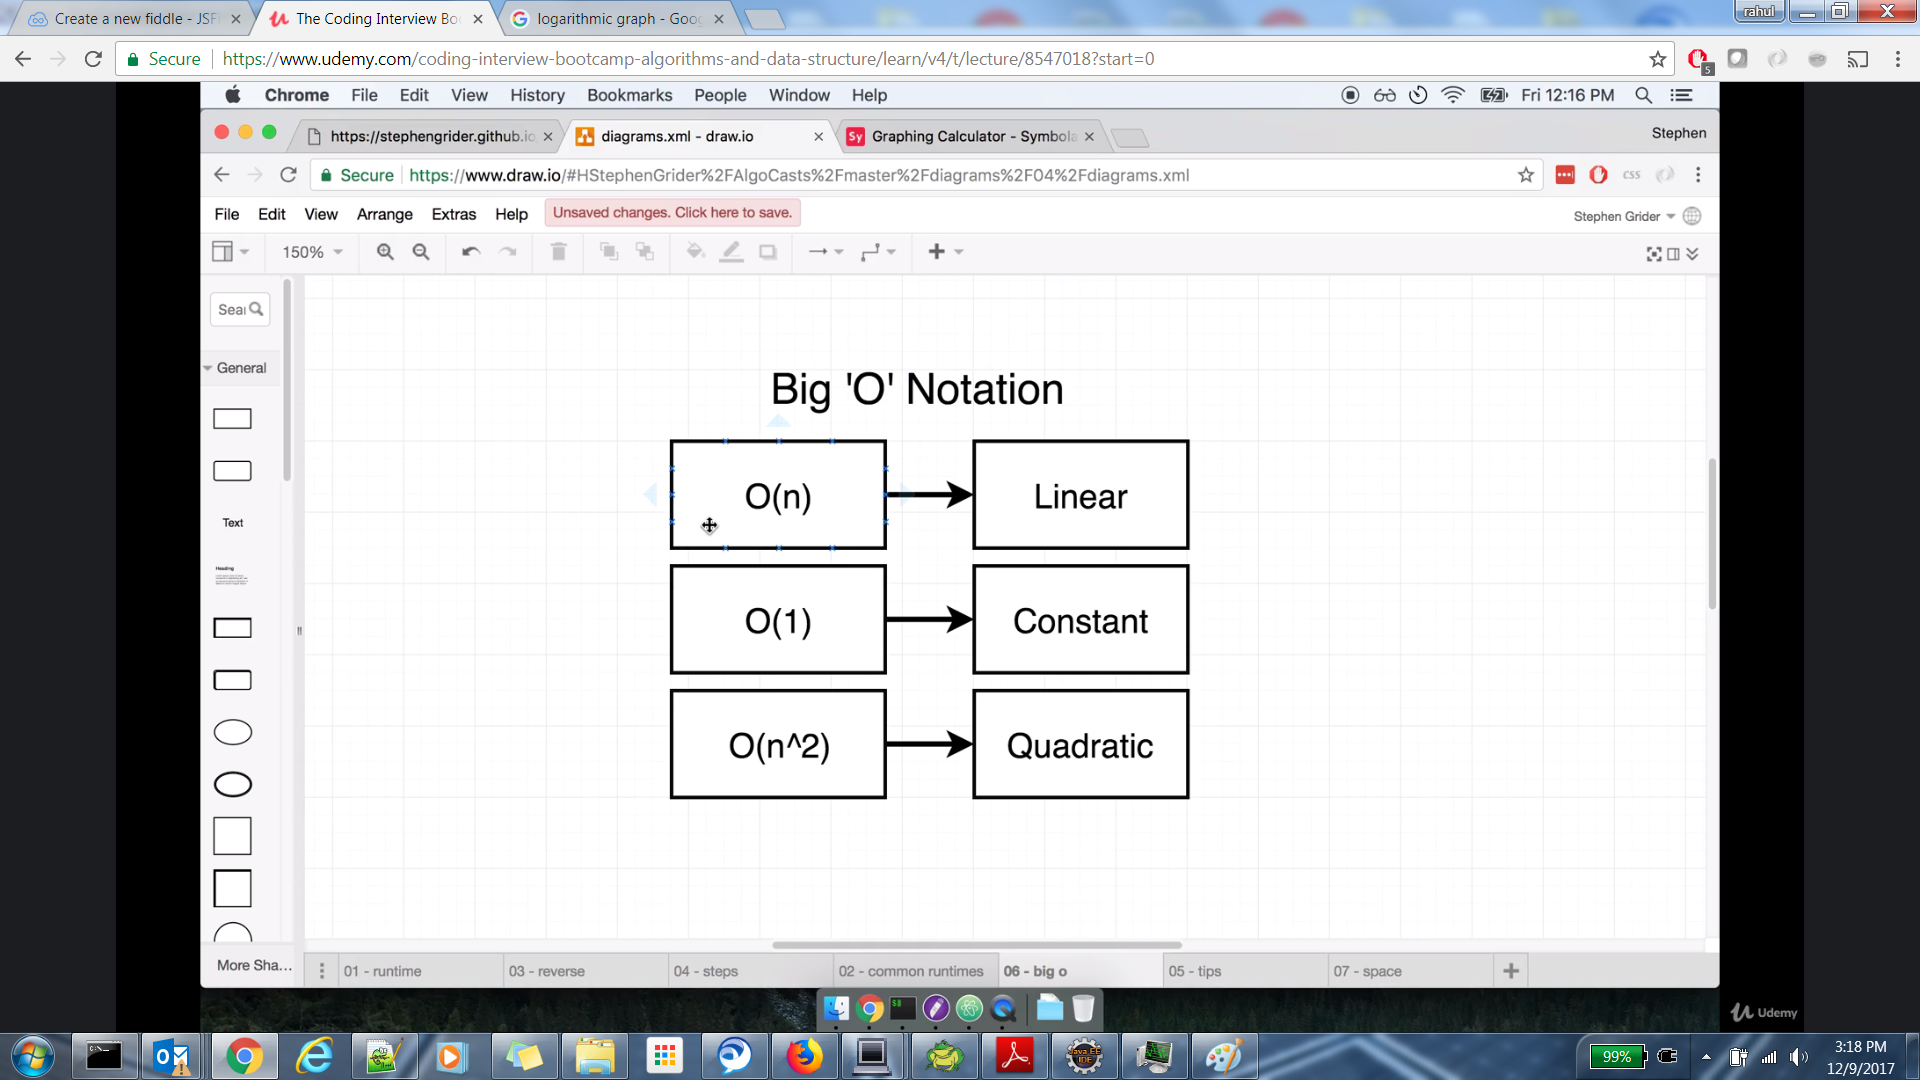 Create a new fiddle - JSFi
The Coding Interview Bo
logarithmic graph - Goog
rahul
Secure
https://www.udemy.com/coding-interview-bootcamp-algorithms-and-data-structure/learn/v4/t/lecture/8547018?start=0
5
Chrome File Edit View History Bookmarks People Window Help
Fri 12:16 PM
https://stephengrider.github.io
diagrams.xml - draw.io
Sy Graphing Calculator - Symbola
Stephen
Secure
https://www.draw.io/#HStephenGrider%2FAlgoCasts%2Fmaster%2Fdiagrams%2F04%2Fdiagrams.xml
css
File Edit View Arrange Extras Help
Unsaved changes. Click here to save.
Stephen Grider
150%
Sear
General
Text
Heading
Big 'O' Notation
O(n)
Linear
O(1)
Constant
O(n^2)
Quadratic
More Sha...
01 - runtime
03 - reverse
04 - steps
02 - common runtimes
06 - big o
05 - tips
07 - space
Udemy
99%
3:18 PM
12/9/2017